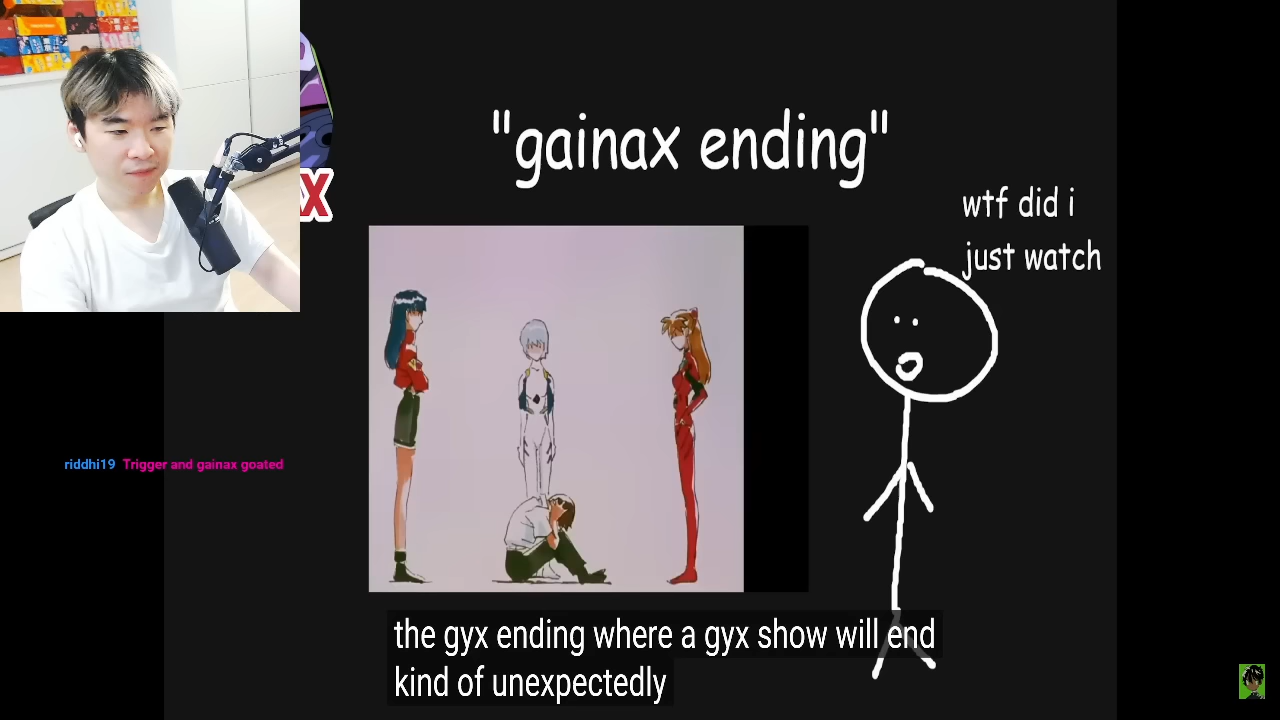 "gainax ending"
X
wtf did i
just watch
riddhi19 Trigger and gainax goated
the gyx ending where a gyx show will end
kind of unexpectedly